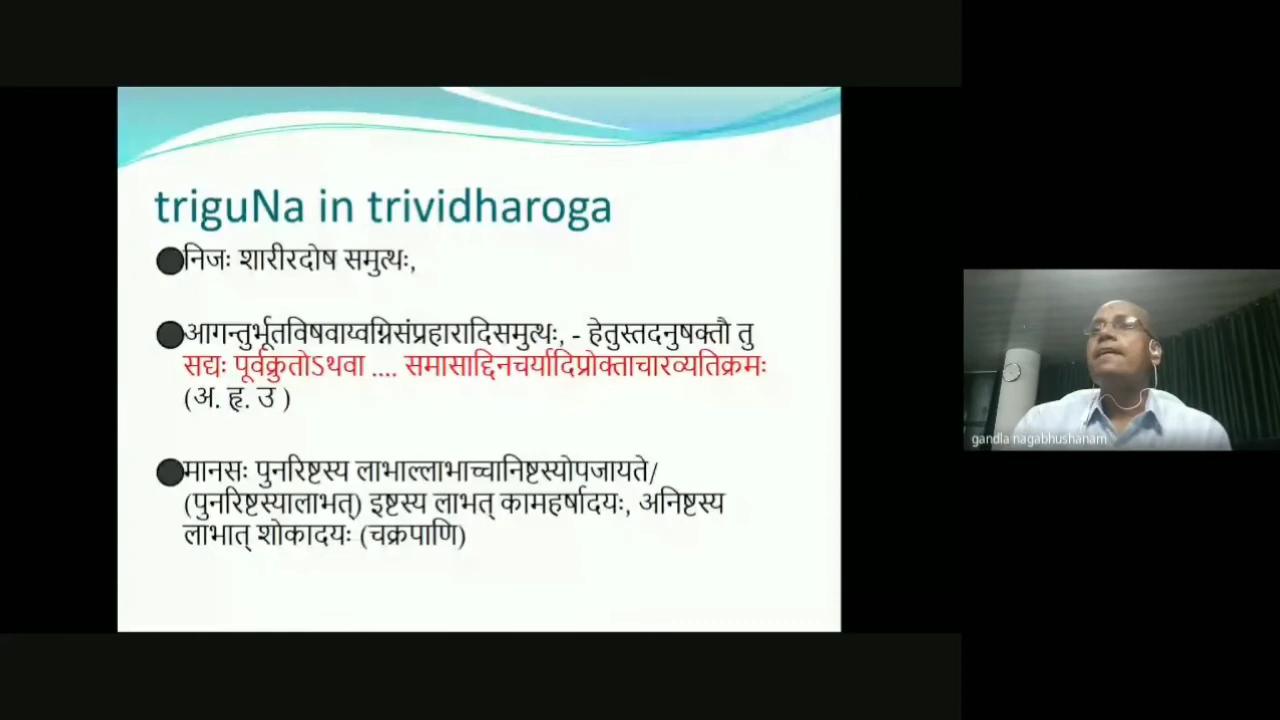 triguNa in trividharoga
निजः शारीरदोष समुत्थः,
आगन्तुर्भूतविषवाय्वग्निसंप्रहारादिसमुत्थः, - हेतुस्तदनुषक्तौ तु
सद्यः पूर्वक्रुतोऽथवा .... समासाद्दिनचर्यादिप्रोक्ताचारव्यतिक्रमः
(अ. हृ. उ )
मानसः पुनरिष्टस्य लाभाल्लाभाच्चानिष्टस्योपजायते/
(पुनरिष्टस्यालाभत्) इष्टस्य लाभत् कामहर्षादयः, अनिष्टस्य
लाभात् शोकादयः (चक्रपाणि)
gandla nagabhushanam